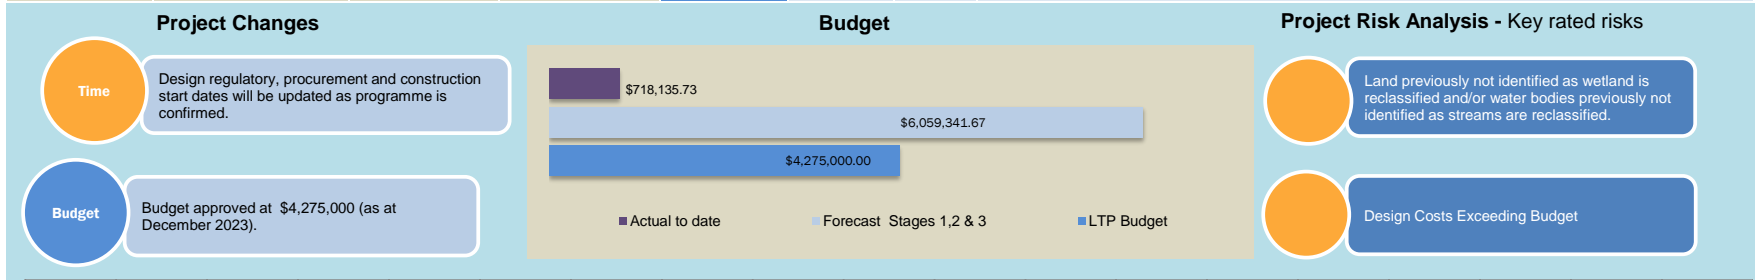 Project Changes
Time
Design regulatory, procurement and construction
start dates will be updated as programme is
confirmed.
Budget
Budget approved at  $4,275,000 (as at
December 2023).
Budget
$718,135.73
$6,059,341.67
$4,275,000.00
Actual to date
Forecast  Stages 1,2 & 3
LTP Budget
Project Risk Analysis - Key rated risks
Land previously not identified as wetland is
reclassified and/or water bodies previously not
identified as streams are reclassified.
Design Costs Exceeding Budget